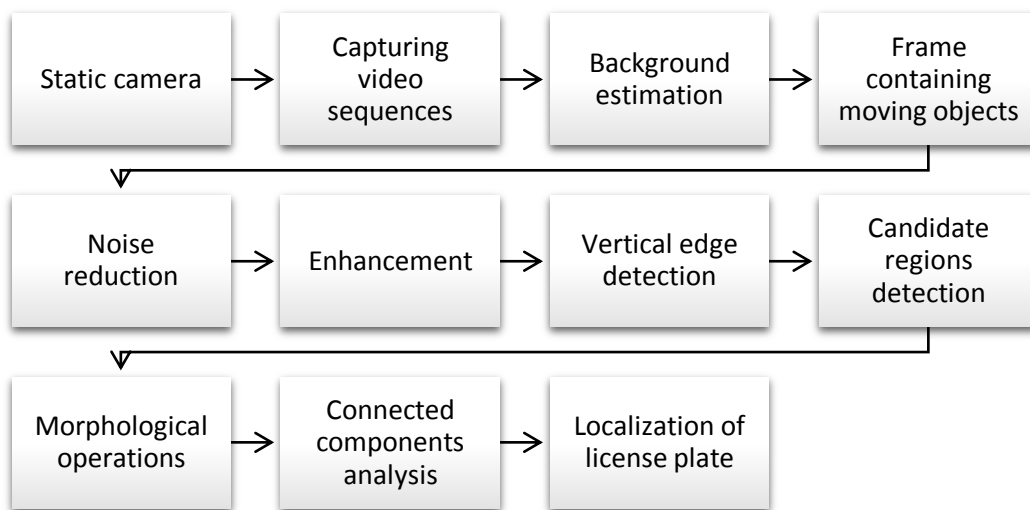 Static camera
Capturing
video
sequences
Background
estimation
Frame
containing
moving objects
Noise
reduction
Enhancement
Vertical edge
detection
Candidate
regions
detection
Morphological
operations
Connected
components
analysis
Localization of
license plate